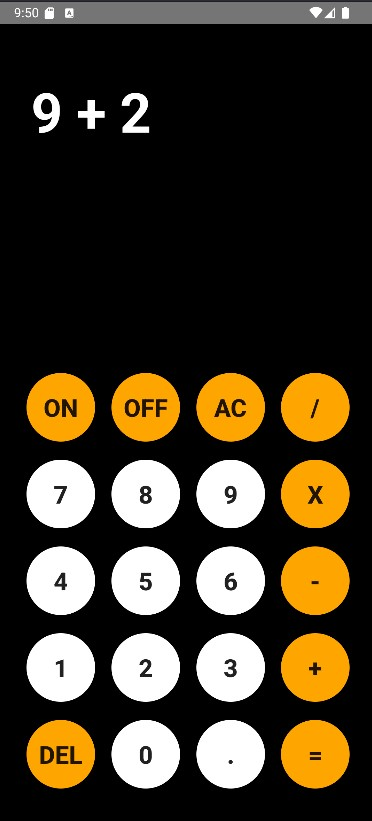 9:50
9 + 2
ON OFF AC /
7 8 9 X
4 5 6 -
1 2 3 +
DEL 0 . =